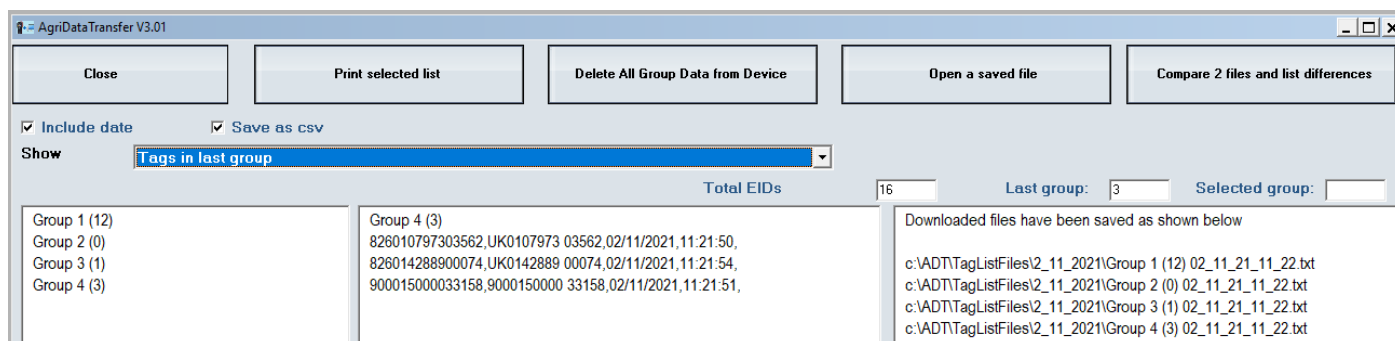 AgriDataTransfer V3.01
Close
Print selected list
Delete All Group Data from Device
Open a saved file
Compare 2 files and list differences
Include date
Save as csv
Show
Tags in last group
Total EIDs 16
Last group: 3
Selected group:
Group 1 (12)
Group 2 (0)
Group 3 (1)
Group 4 (3)
Group 4 (3)
826010797303562,UK0107973 03562,02/11/2021,11:21:50,
826014288900074,UK0142889 00074,02/11/2021,11:21:54,
900015000033158,9000150000 33158,02/11/2021,11:21:51,
Downloaded files have been saved as shown below
c:\ADT\TagListFiles\2_11_2021\Group 1 (12) 02_11_21_11_22.txt
c:\ADT\TagListFiles\2_11_2021\Group 2 (0) 02_11_21_11_22.txt
c:\ADT\TagListFiles\2_11_2021\Group 3 (1) 02_11_21_11_22.txt
c:\ADT\TagListFiles\2_11_2021\Group 4 (3) 02_11_21_11_22.txt